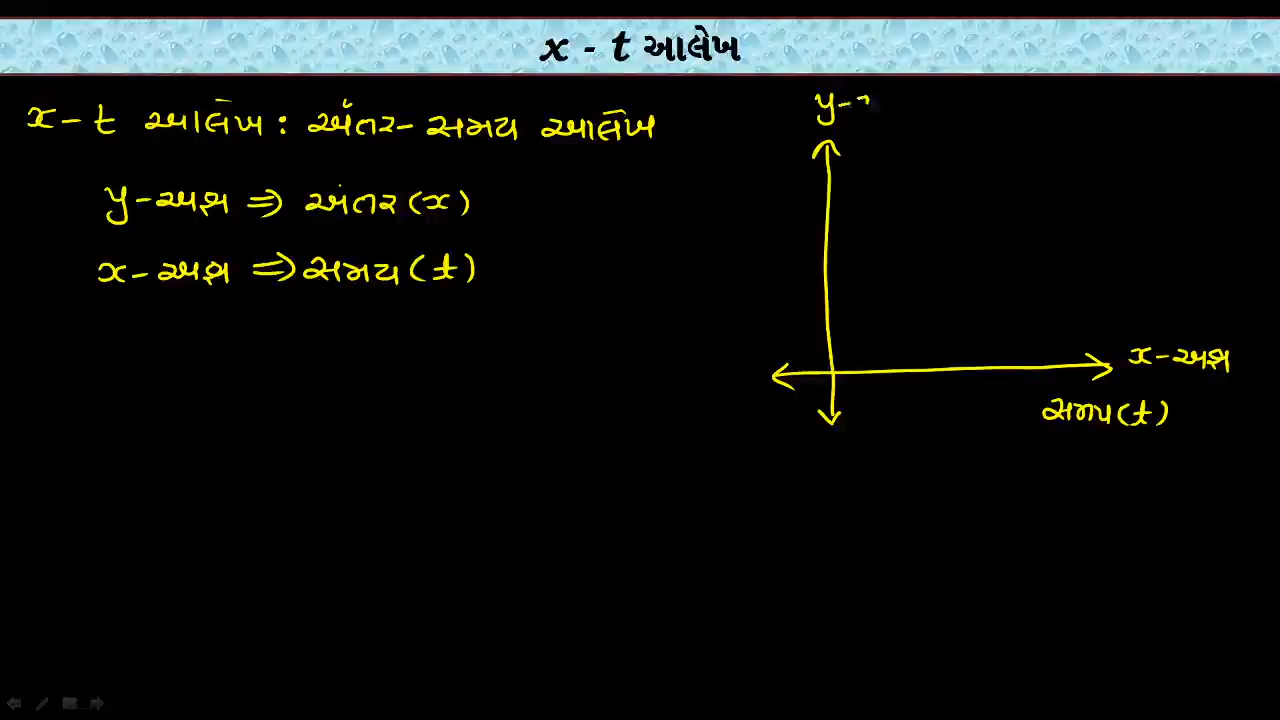 x - t આલેખ
x - t આલેખ : અંતર - સમય આલેખ
y - અક્ષ ⇒ અંતર (x)
x - અક્ષ ⇒ સમય (t)
y -
x - અક્ષ
સમય (t)